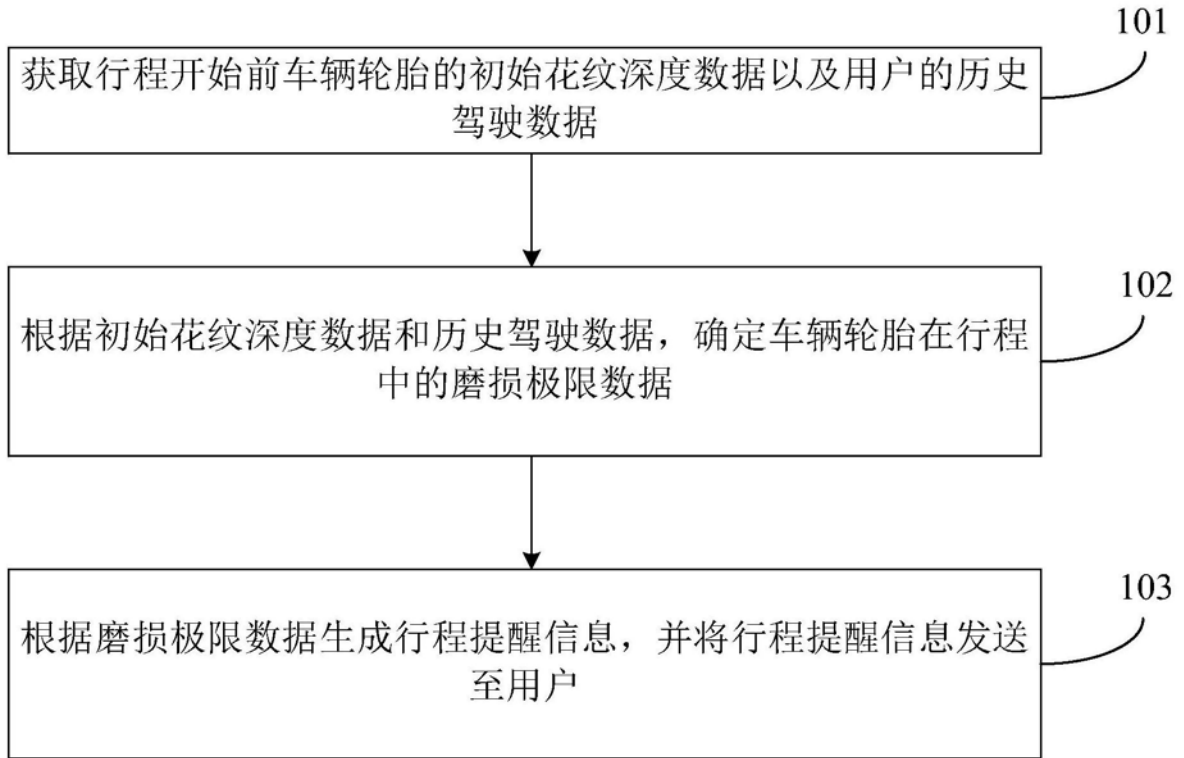 101
获取行程开始前车辆轮胎的初始花纹深度数据以及用户的历史
驾驶数据
102
根据初始花纹深度数据和历史驾驶数据，确定车辆轮胎在行程
中的磨损极限数据
103
根据磨损极限数据生成行程提醒信息，并将行程提醒信息发送
至用户